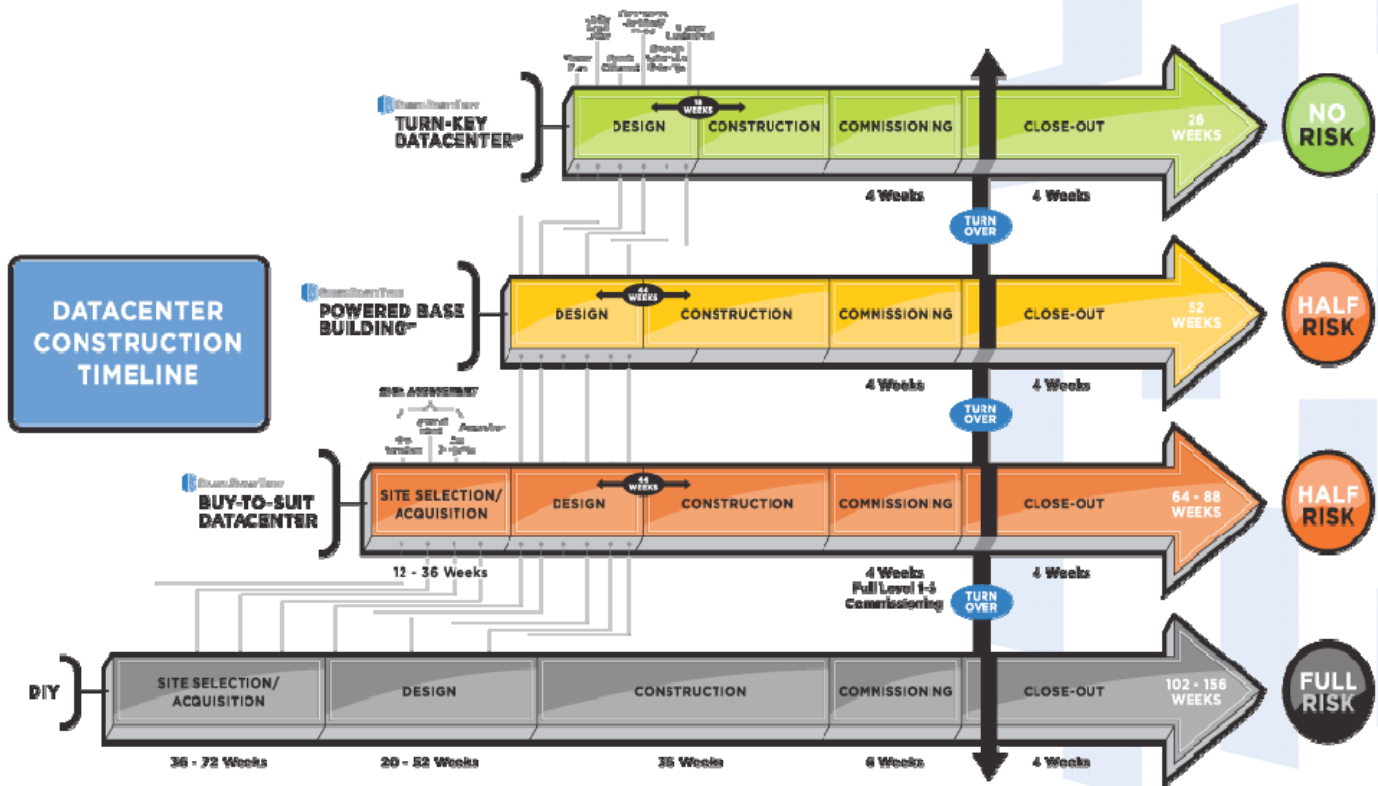 TURN-KEY
DATACENTER
18
WEEKS
DESIGN
CONSTRUCTION
COMMISSIONING
CLOSE-OUT
26
WEEKS
NO
RISK
4 Weeks
4 Weeks
TURN
OVER
DATACENTER
CONSTRUCTION
TIMELINE
POWERED BASE
BUILDING
44
WEEKS
DESIGN
CONSTRUCTION
COMMISSIONING
CLOSE-OUT
52
WEEKS
HALF
RISK
4 Weeks
4 Weeks
TURN
OVER
BUY-TO-SUIT
DATACENTER
SITE SELECTION/
ACQUISITION
44
WEEKS
DESIGN
CONSTRUCTION
COMMISSIONING
CLOSE-OUT
64 - 88
WEEKS
HALF
RISK
12 - 36 Weeks
4 Weeks
Full Level 1-5
Commissioning
4 Weeks
TURN
OVER
DIY
SITE SELECTION/
ACQUISITION
DESIGN
CONSTRUCTION
COMMISSIONING
CLOSE-OUT
102 - 156
WEEKS
FULL
RISK
36 - 72 Weeks
20 - 52 Weeks
35 Weeks
6 Weeks
4 Weeks